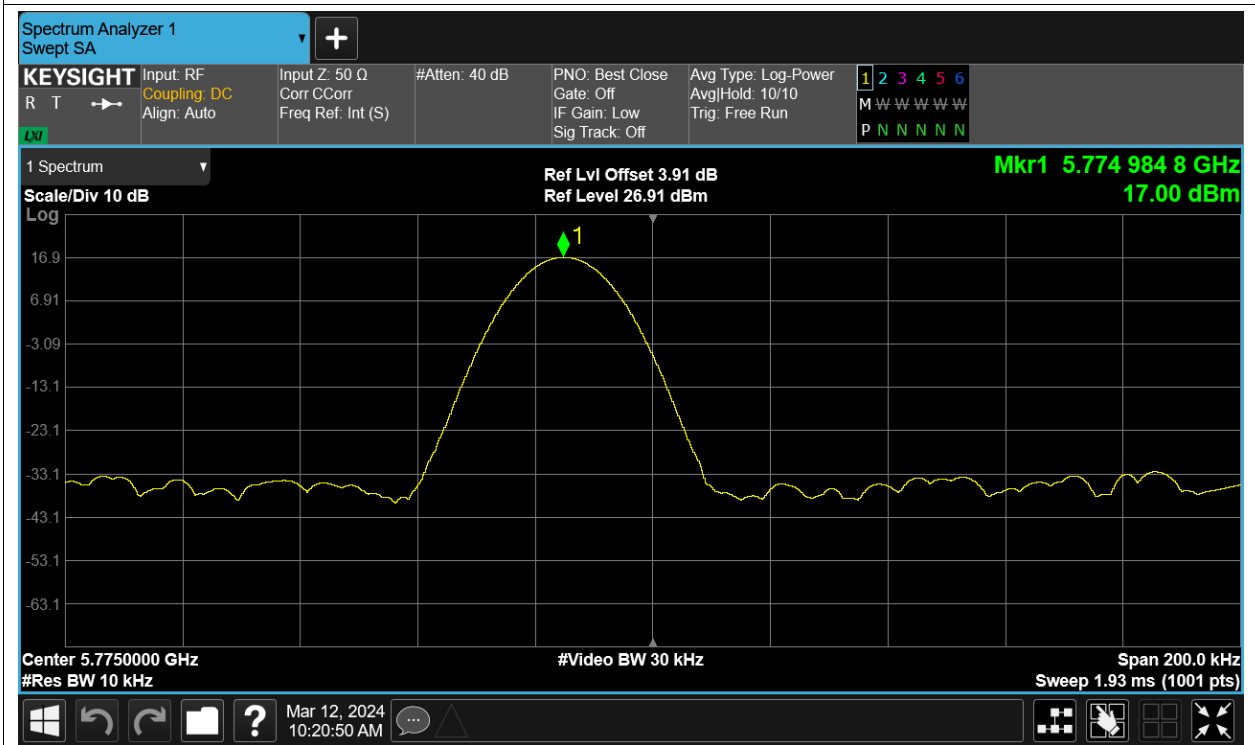 Spectrum Analyzer 1
Swept SA
+
KEYSIGHT
R T
LXI
Input: RF
Coupling: DC
Align: Auto
Input Z: 50 Ω
Corr CCorr
Freq Ref: Int (S)
#Atten: 40 dB
PNO: Best Close
Gate: Off
IF Gain: Low
Sig Track: Off
Avg Type: Log-Power
Avg|Hold: 10/10
Trig: Free Run
1 2 3 4 5 6
M W W W W W
P N N N N N
1 Spectrum
Scale/Div 10 dB
Log
Ref Lvl Offset 3.91 dB
Ref Level 26.91 dBm
Mkr1 5.774 984 8 GHz
17.00 dBm
1
16.9
6.91
-3.09
-13.1
-23.1
-33.1
-43.1
-53.1
-63.1
Center 5.7750000 GHz
#Video BW 30 kHz
Span 200.0 kHz
#Res BW 10 kHz
Sweep 1.93 ms (1001 pts)
?
Mar 12, 2024
10:20:50 AM